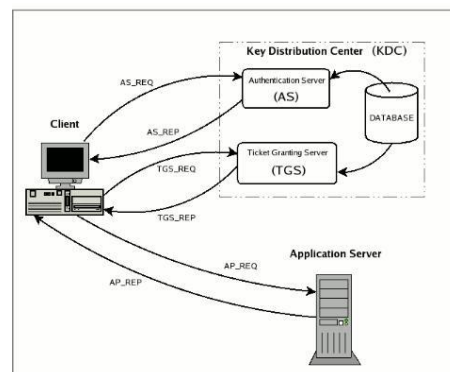 Key Distribution Center (KDC)
AS_REQ
Authentication Server
(AS)
Client
DATABASE
AS_REP
TGS_REQ
Ticket Granting Server
(TGS)
TGS_REP
Application Server
AP_REQ
AP_REP